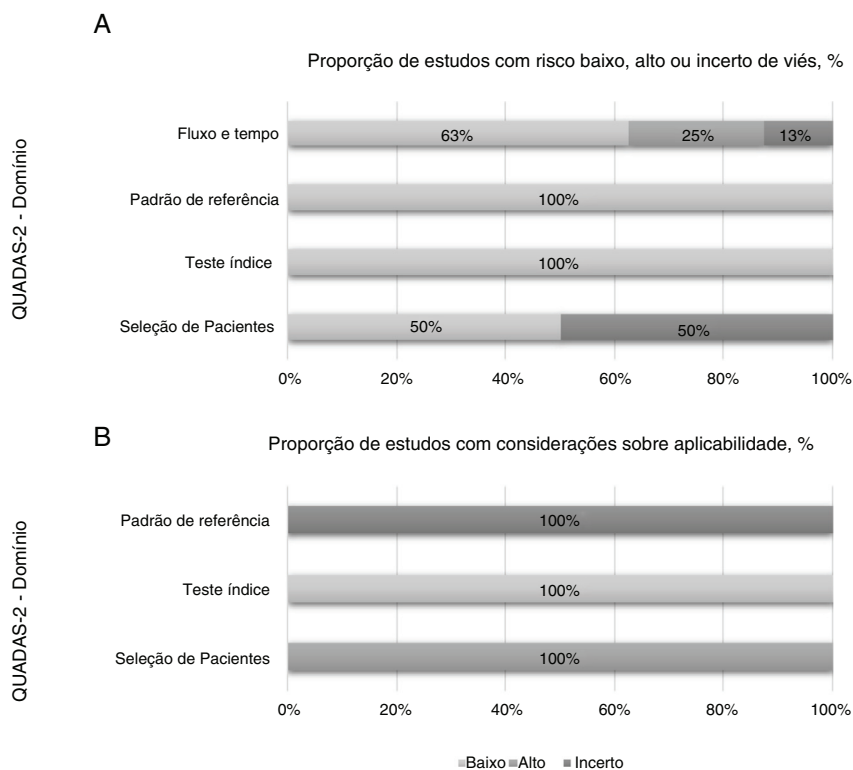 A
Proporção de estudos com risco baixo, alto ou incerto de viés, %
QUADAS-2 - Domínio
Fluxo e tempo
63%
25%
13%
Padrão de referência
100%
Teste índice
100%
Seleção de Pacientes
50%
50%
0%
20%
40%
60%
80%
100%
B
Proporção de estudos com considerações sobre aplicabilidade, %
QUADAS-2 - Domínio
Padrão de referência
100%
Teste índice
100%
Seleção de Pacientes
100%
0%
20%
40%
60%
80%
100%
Baixo Alto Incerto